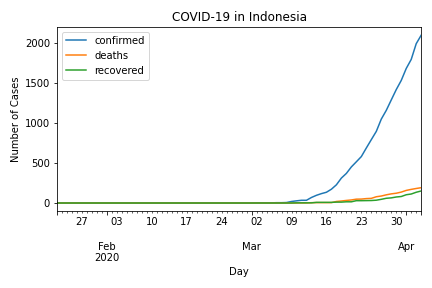 COVID-19 in Indonesia
confirmed
deaths
recovered
Number of Cases
2000
1500
1000
500
0
27 03 10 17 24 02 09 16 23 30
Feb Mar Apr
2020
Day